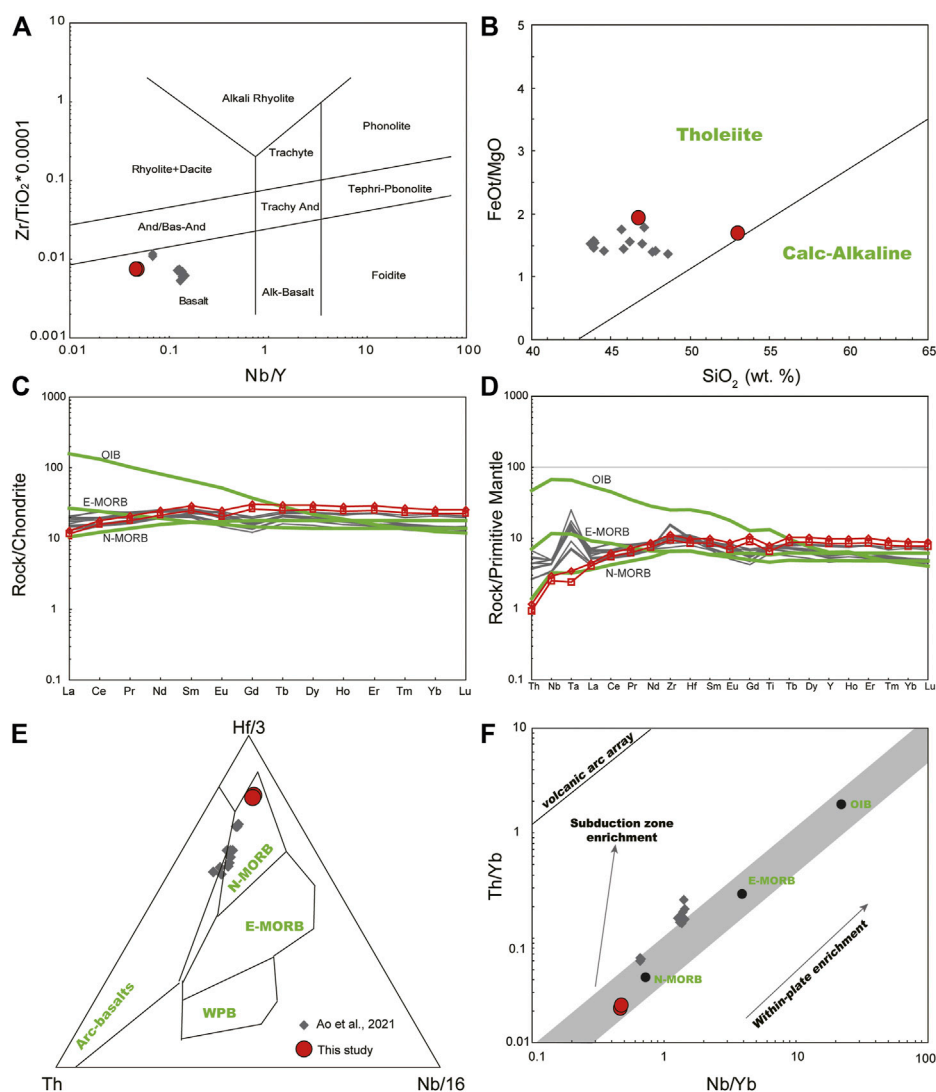 A
10
1
0.1
0.01
0.001
Zr/TiO2*0.0001
Alkali Rhyolite
Phonolite
Rhyolite+Dacite
Trachyte
Tephri-Pbonolite
And/Bas-And
Trachy And
Basalt
Alk-Basalt
Foidite
0.01
0.1
1
10
100
Nb/Y
B
5
4
3
2
1
0
FeOt/MgO
Tholeiite
Calc-Alkaline
40
45
50
55
60
65
SiO2 (wt. %)
C
1000
100
10
1
0.1
Rock/Chondrite
OIB
E-MORB
N-MORB
La Ce Pr Nd Sm Eu Gd Tb Dy Ho Er Tm Yb Lu
D
1000
100
10
1
0.1
Rock/Primitive Mantle
OIB
E-MORB
N-MORB
Th Nb Ta La Ce Pr Nd Zr Hf Sm Eu Gd Ti Tb Dy Y Ho Er Tm Yb Lu
E
Hf/3
N-MORB
E-MORB
WPB
Arc-basalts
Ao et al., 2021
This study
Th
Nb/16
F
10
1
0.1
0.01
Th/Yb
volcanic arc array
Subduction zone
enrichment
OIB
E-MORB
N-MORB
Within-plate enrichment
0.1
1
10
100
Nb/Yb